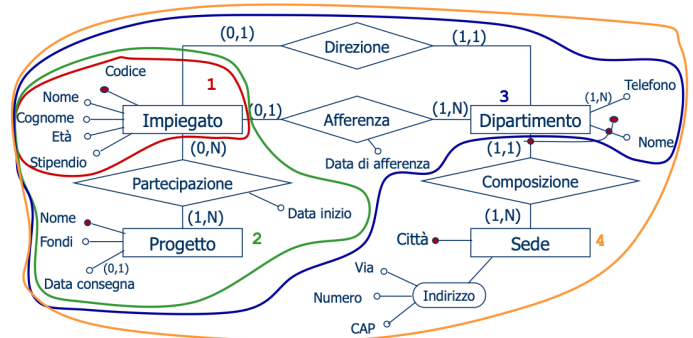 (0,1)
Direzione
(1,1)
Codice
1
3
Telefono
(1,N)
Nome
Cognome
Età
Stipendio
Impiegato
(0,1)
Afferenza
(1,N)
Dipartimento
Nome
(0,N)
Data di afferenza
(1,1)
Partecipazione
Composizione
Nome
(1,N)
Data inizio
(1,N)
Fondi
Progetto
2
Città
Sede
4
(0,1)
Data consegna
Via
Numero
Indirizzo
CAP